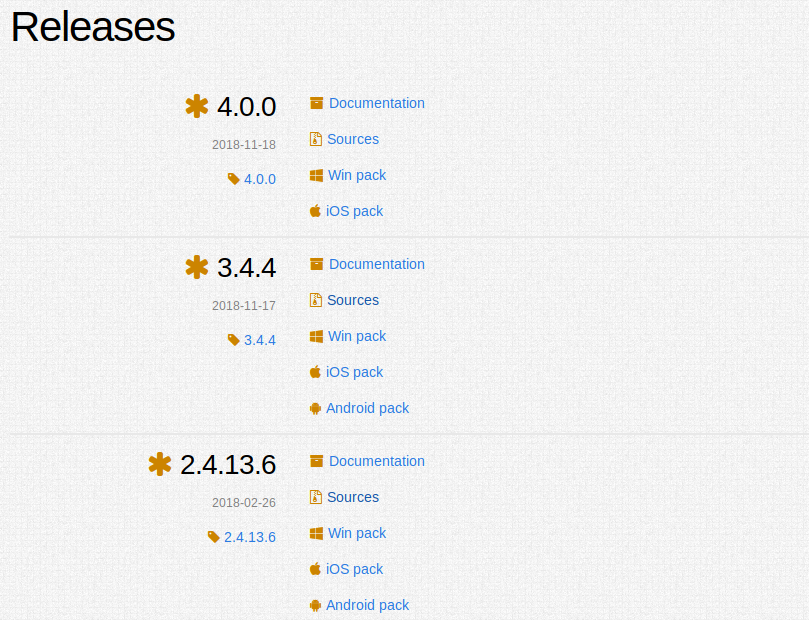 Releases
4.0.0
2018-11-18
4.0.0
Documentation
Sources
Win pack
iOS pack
3.4.4
2018-11-17
3.4.4
Documentation
Sources
Win pack
iOS pack
Android pack
2.4.13.6
2018-02-26
2.4.13.6
Documentation
Sources
Win pack
iOS pack
Android pack